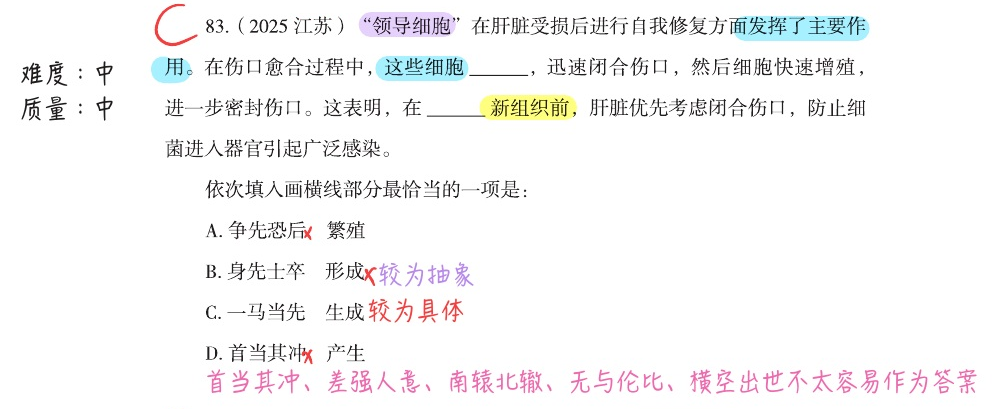 83.（2025 江苏）“领导细胞”在肝脏受损后进行自我修复方面发挥了主要作
难度：中
用。在伤口愈合过程中，这些细胞______，迅速闭合伤口，然后细胞快速增殖，
质量：中
进一步密封伤口。这表明，在______新组织前，肝脏优先考虑闭合伤口，防止细
菌进入器官引起广泛感染。
依次填入画横线部分最恰当的一项是：
A. 争先恐后x 繁殖
B. 身先士卒 形成x较为抽象
C. 一马当先 生成 较为具体
D. 首当其冲x 产生
首当其冲、差强人意、南辕北辙、无与伦比、横空出世不太容易作为答案